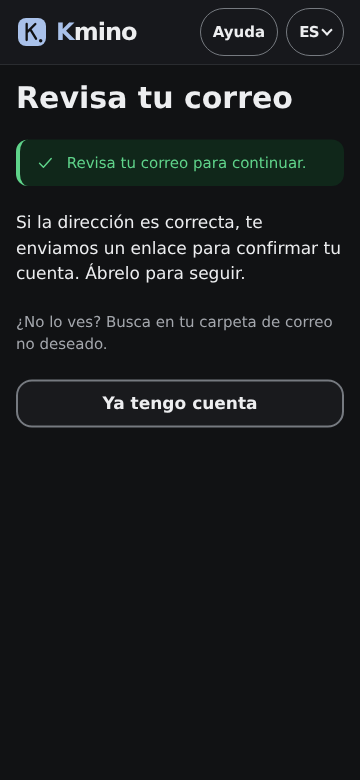 K. Kmino
Ayuda
ES
Revisa tu correo
Revisa tu correo para continuar.
Si la dirección es correcta, te
enviamos un enlace para confirmar tu
cuenta. Ábrelo para seguir.
¿No lo ves? Busca en tu carpeta de correo
no deseado.
Ya tengo cuenta